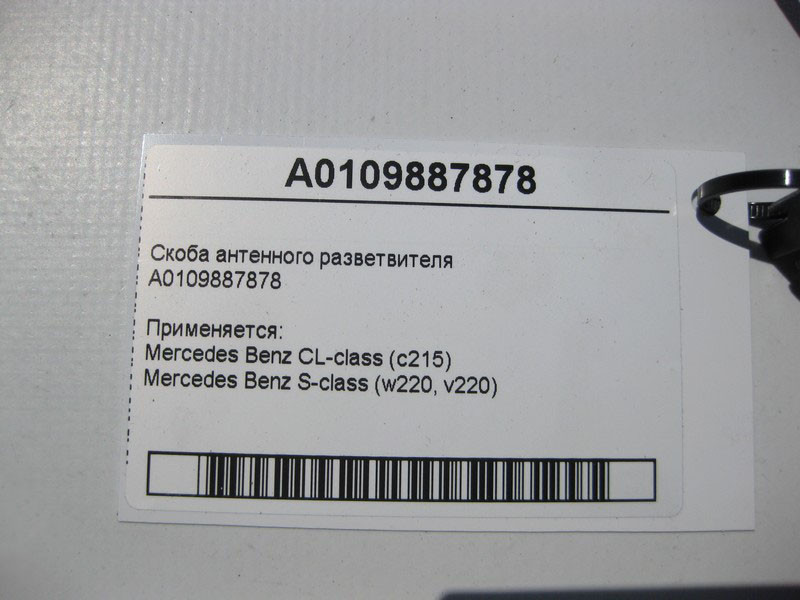 A0109887878
Скоба антенного разветвителя
A0109887878
Применяется:
Mercedes Benz CL-class (c215)
Mercedes Benz S-class (w220, v220)